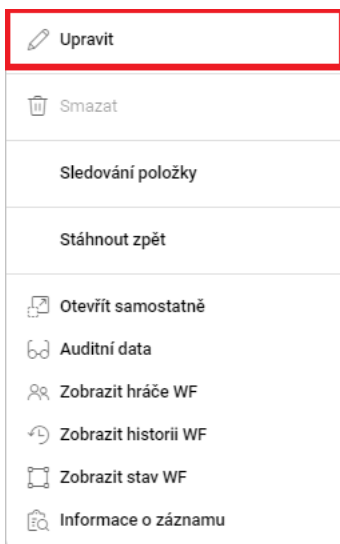 Upravit
Smazat
Sledování položky
Stáhnout zpět
Otevřít samostatně
Auditní data
Zobrazit hráče WF
Zobrazit historii WF
Zobrazit stav WF
Informace o záznamu